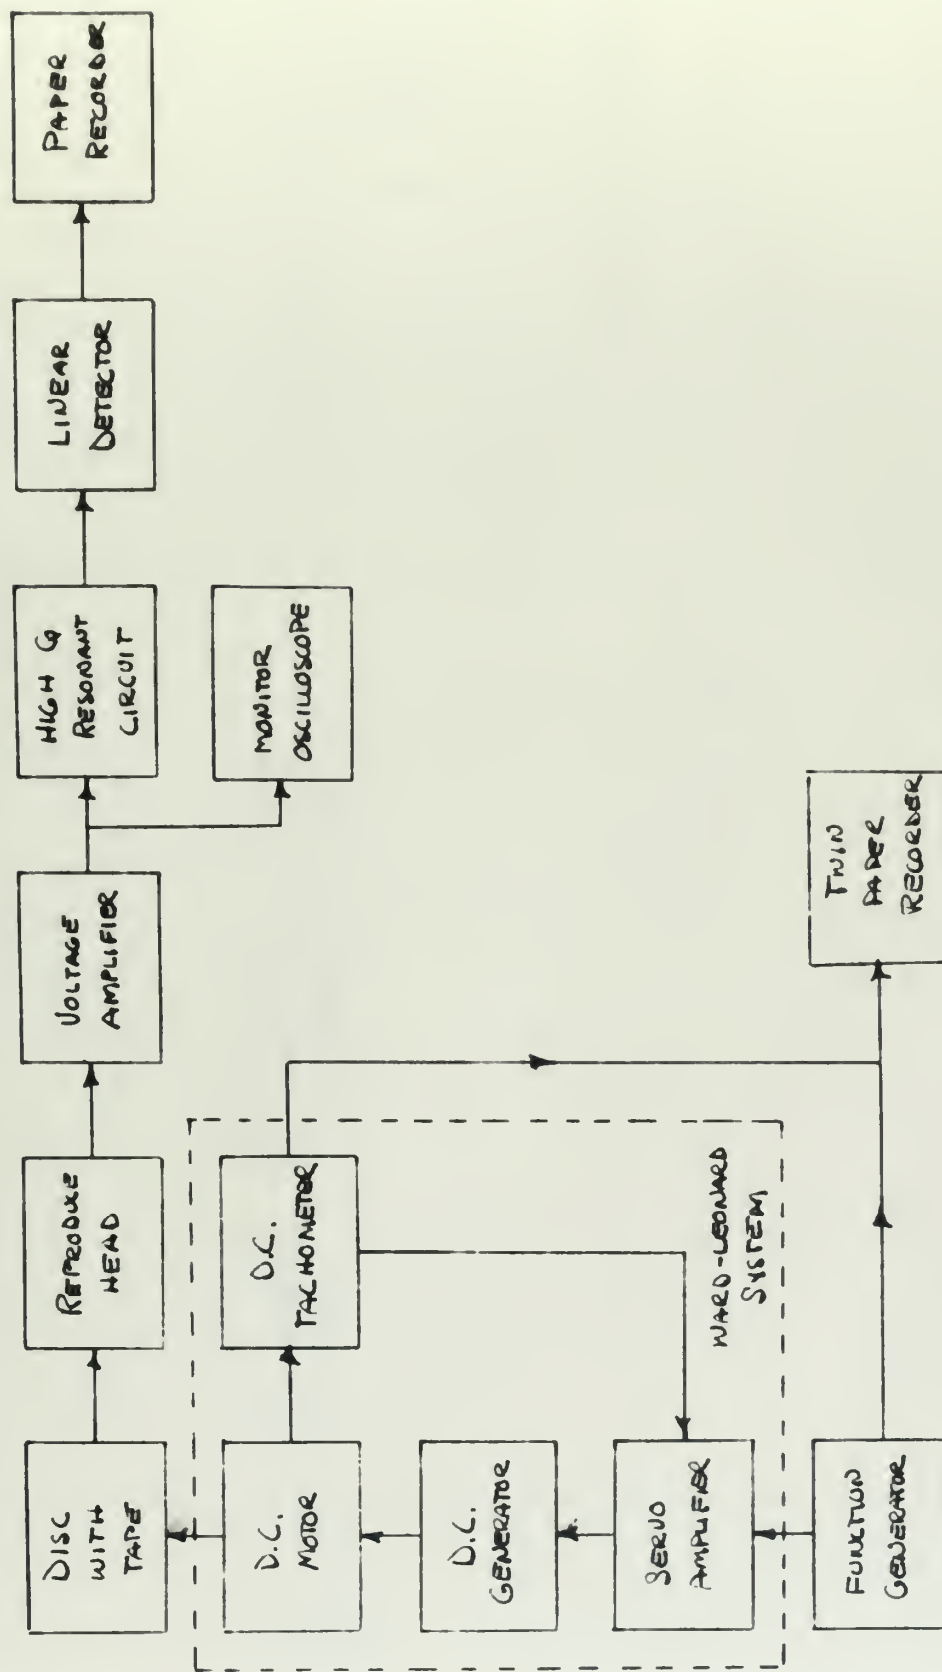 DISC
WITH
TAPE
REPRODUCE
HEAD
VOLTAGE
AMPLIFIER
HIGH Q
RESONANT
CIRCUIT
LINEAR
DETECTOR
PAPER
RECORDER
MONITOR
OSCILLOSCOPE
D.C.
MOTOR
D.C.
TACHOMETOR
D.C.
GENERATOR
SERVO
AMPLIFIER
WARD-LEONARD
SYSTEM
FUNCTION
GENERATOR
TWIN
PAPER
RECORDER